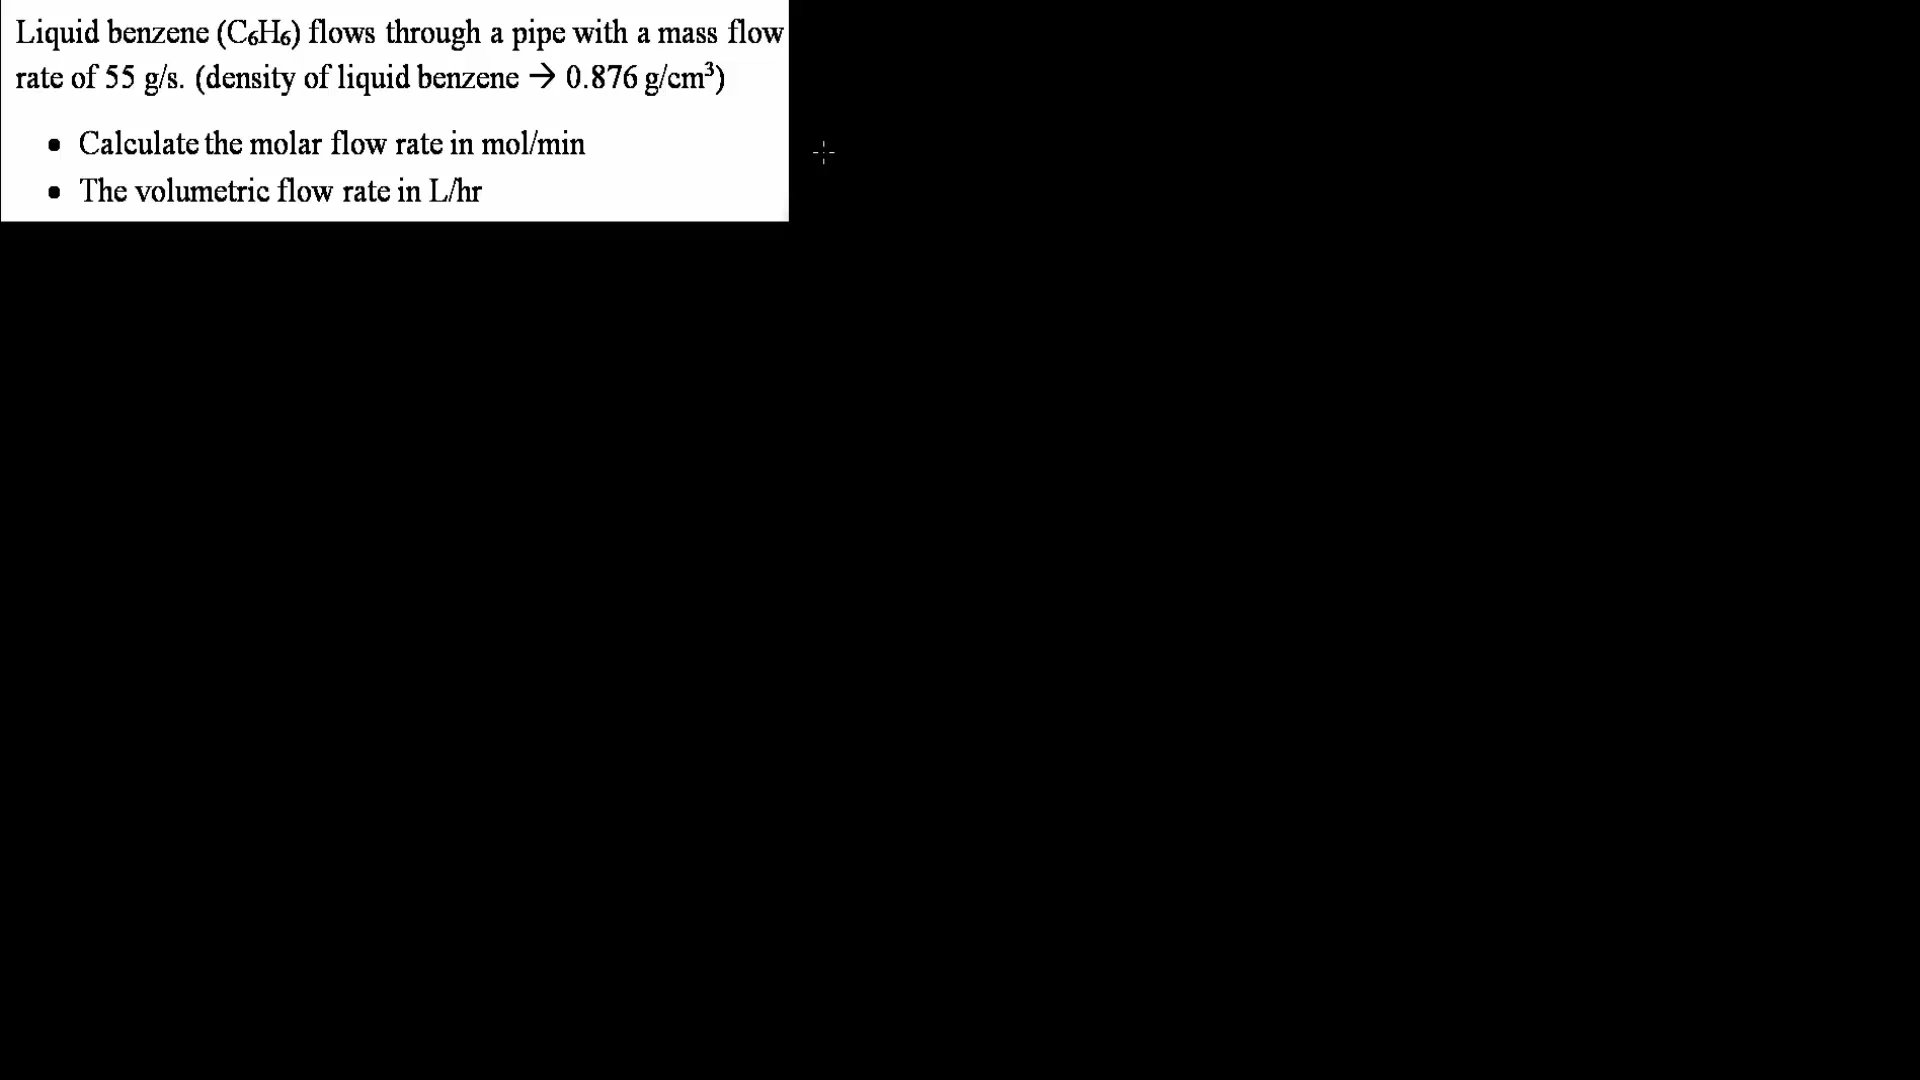 Liquid benzene (C₆H₆) flows through a pipe with a mass flow
rate of 55 g/s. (density of liquid benzene → 0.876 g/cm³)
• Calculate the molar flow rate in mol/min
• The volumetric flow rate in L/hr